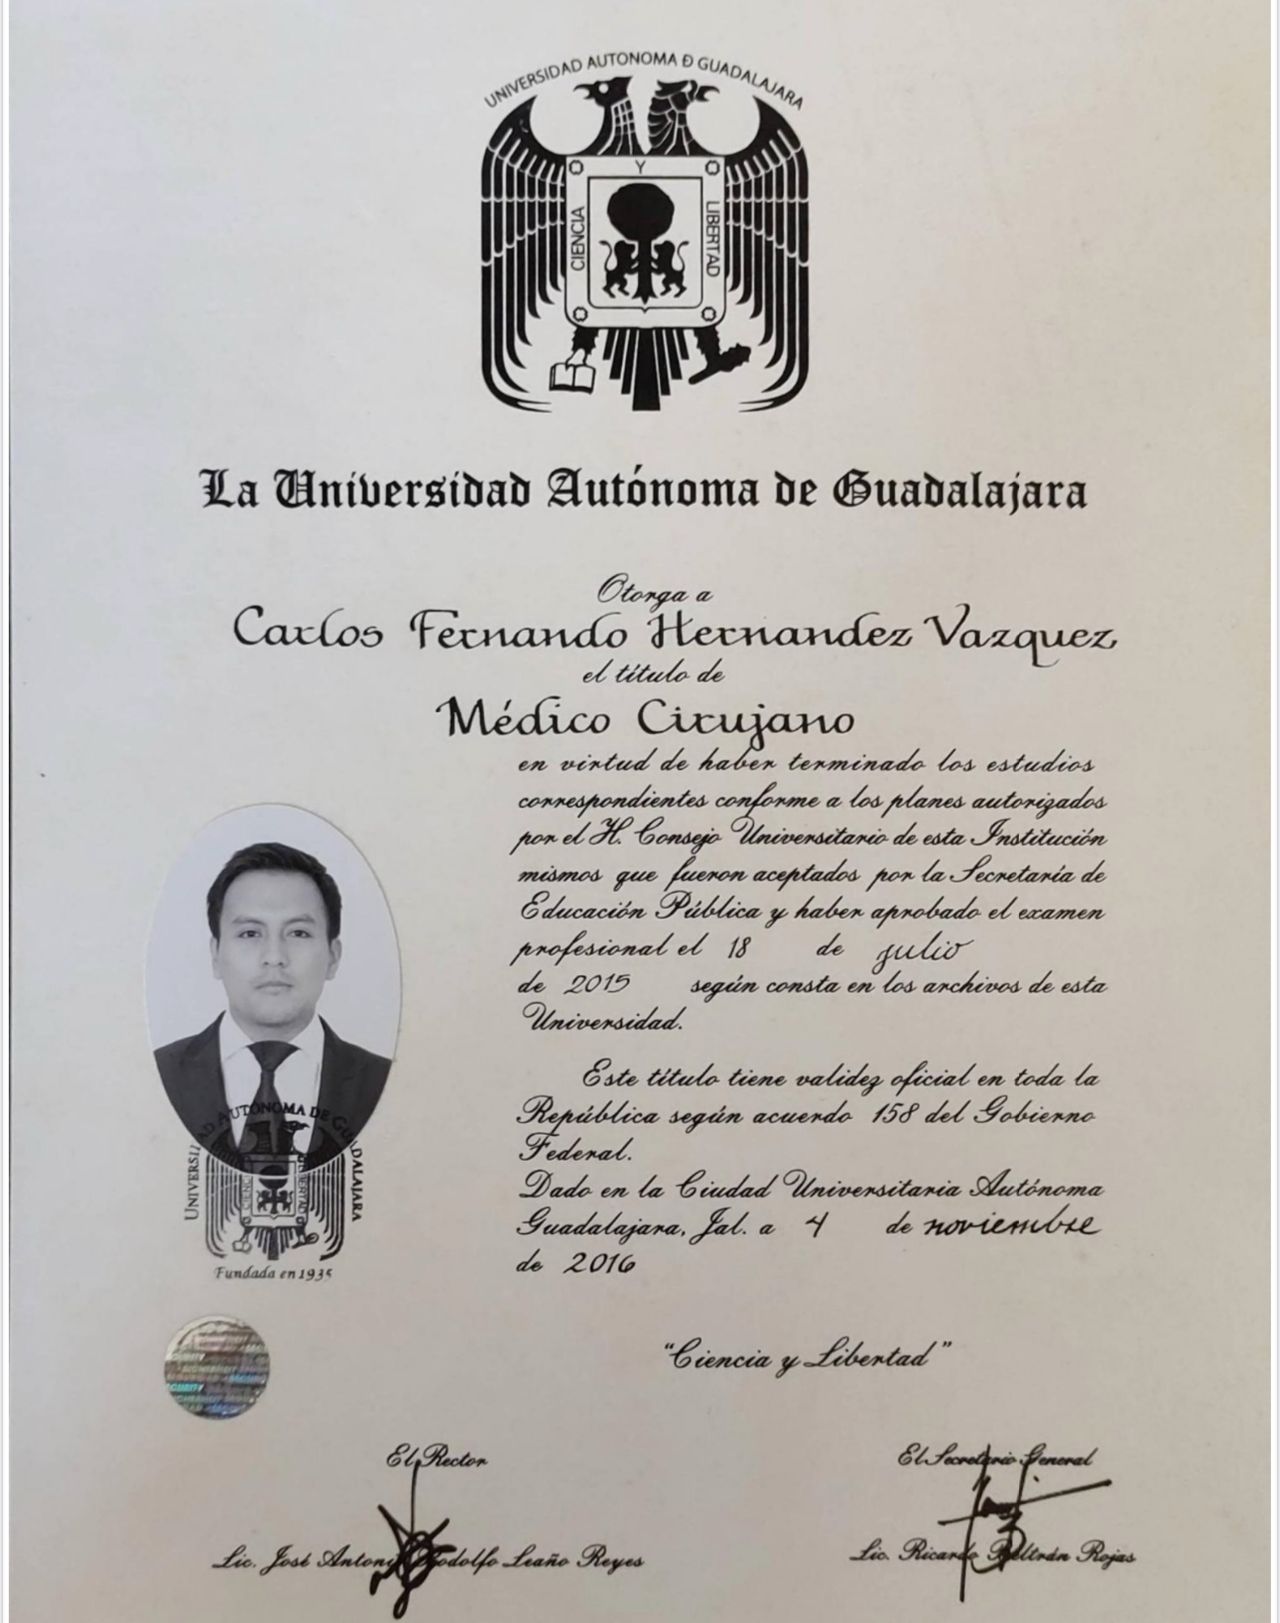 UNIVERSIDAD AUTONOMA Đ GUADALAJARA
Y
CIENCIA
LIBERTAD
La Universidad Autónoma de Guadalajara
Otorga a
Carlos Fernando Hernandez Vazquez
el título de
Médico Cirujano
en virtud de haber terminado los estudios
correspondientes conforme a los planes autorizados
por el H. Consejo Universitario de esta Institución
mismos que fueron aceptados por la Secretaría de
Educación Pública y haber aprobado el examen
profesional el 18 de julio
de 2015 según consta en los archivos de esta
Universidad.
Este título tiene validez oficial en toda la
República según acuerdo 158 del Gobierno
Federal.
Dado en la Ciudad Universitaria Autónoma
Guadalajara, Jal. a 4 de noviembre
de 2016
UNIVERSIDAD AUTÓNOMA DE GUADALAJARA
Fundada en 1935
"Ciencia y Libertad"
El Rector
El Secretario General
Lic. José Antonio Rodolfo Leaño Reyes
Lic. Ricardo Beltrán Rojas